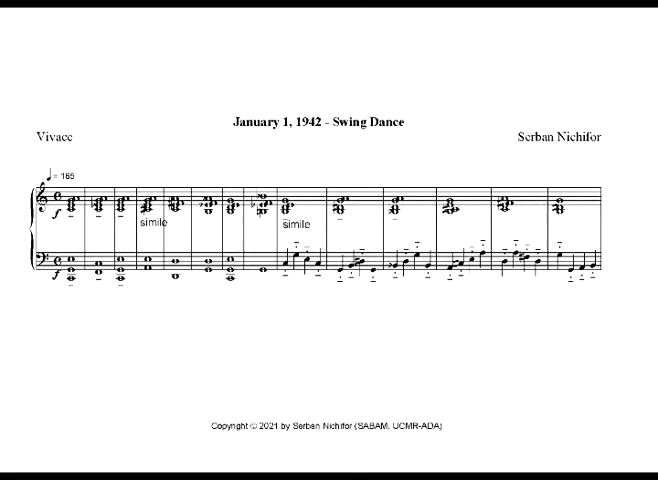 January 1, 1942 - Swing Dance
Vivace
Serban Nichifor
♩ = 165
f
simile
simile
f
Copyright © 2021 by Serban Nichifor (SABAM, UCMR-ADA)